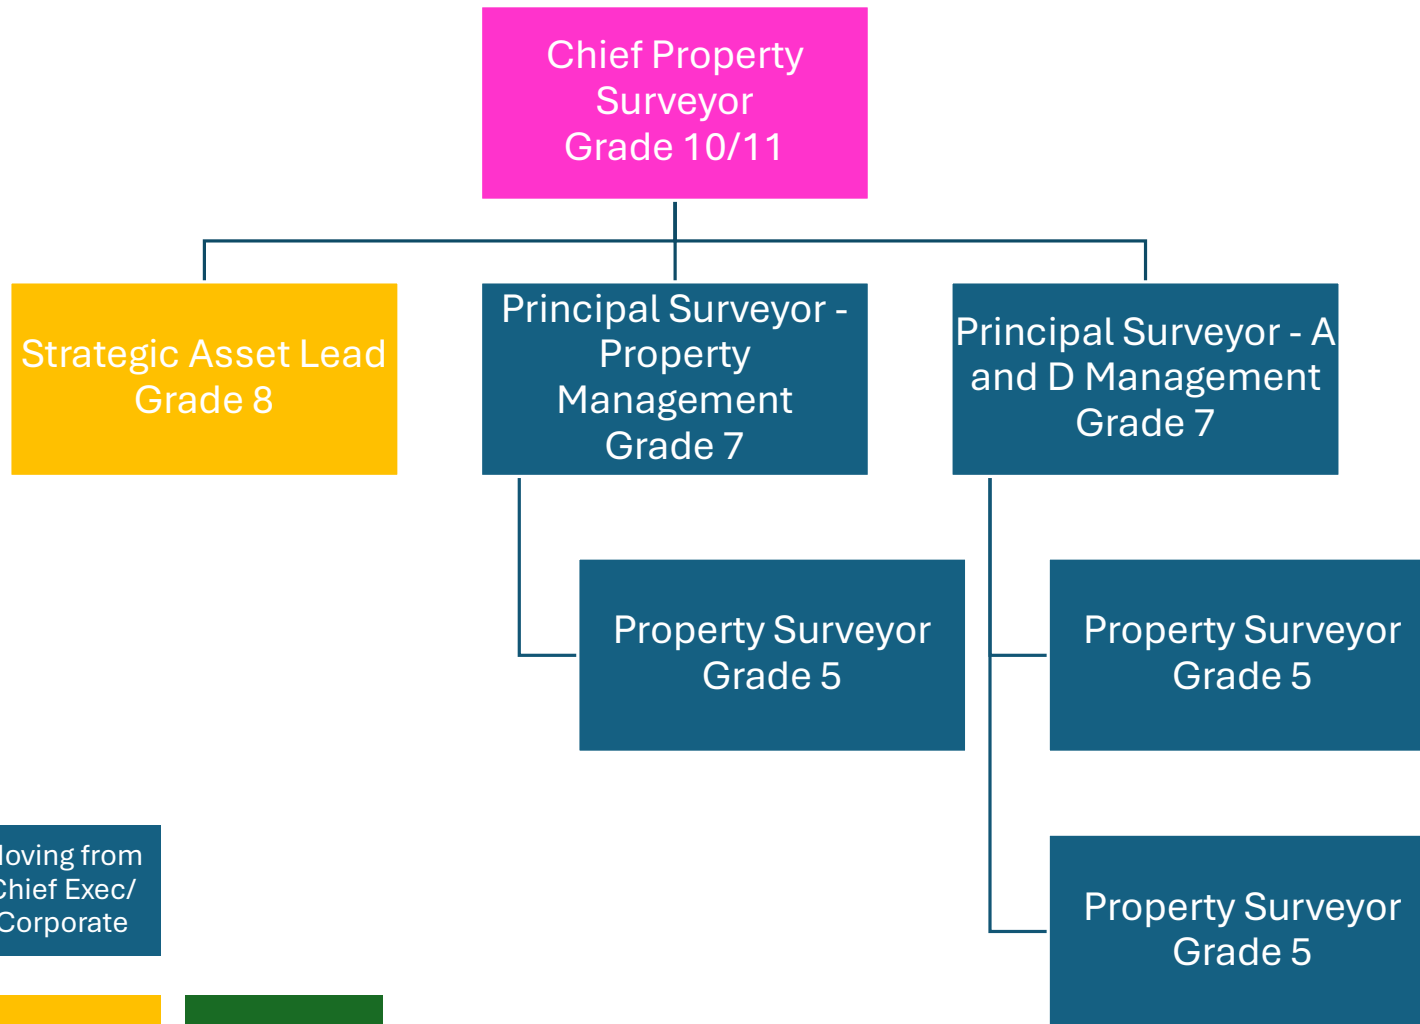 Chief Property
Surveyor
Grade 10/11
Strategic Asset Lead
Grade 8
Principal Surveyor -
Property
Management
Grade 7
Principal Surveyor - A
and D Management
Grade 7
Property Surveyor
Grade 5
Property Surveyor
Grade 5
from
Exec/
Corporate
Property Surveyor
Grade 5